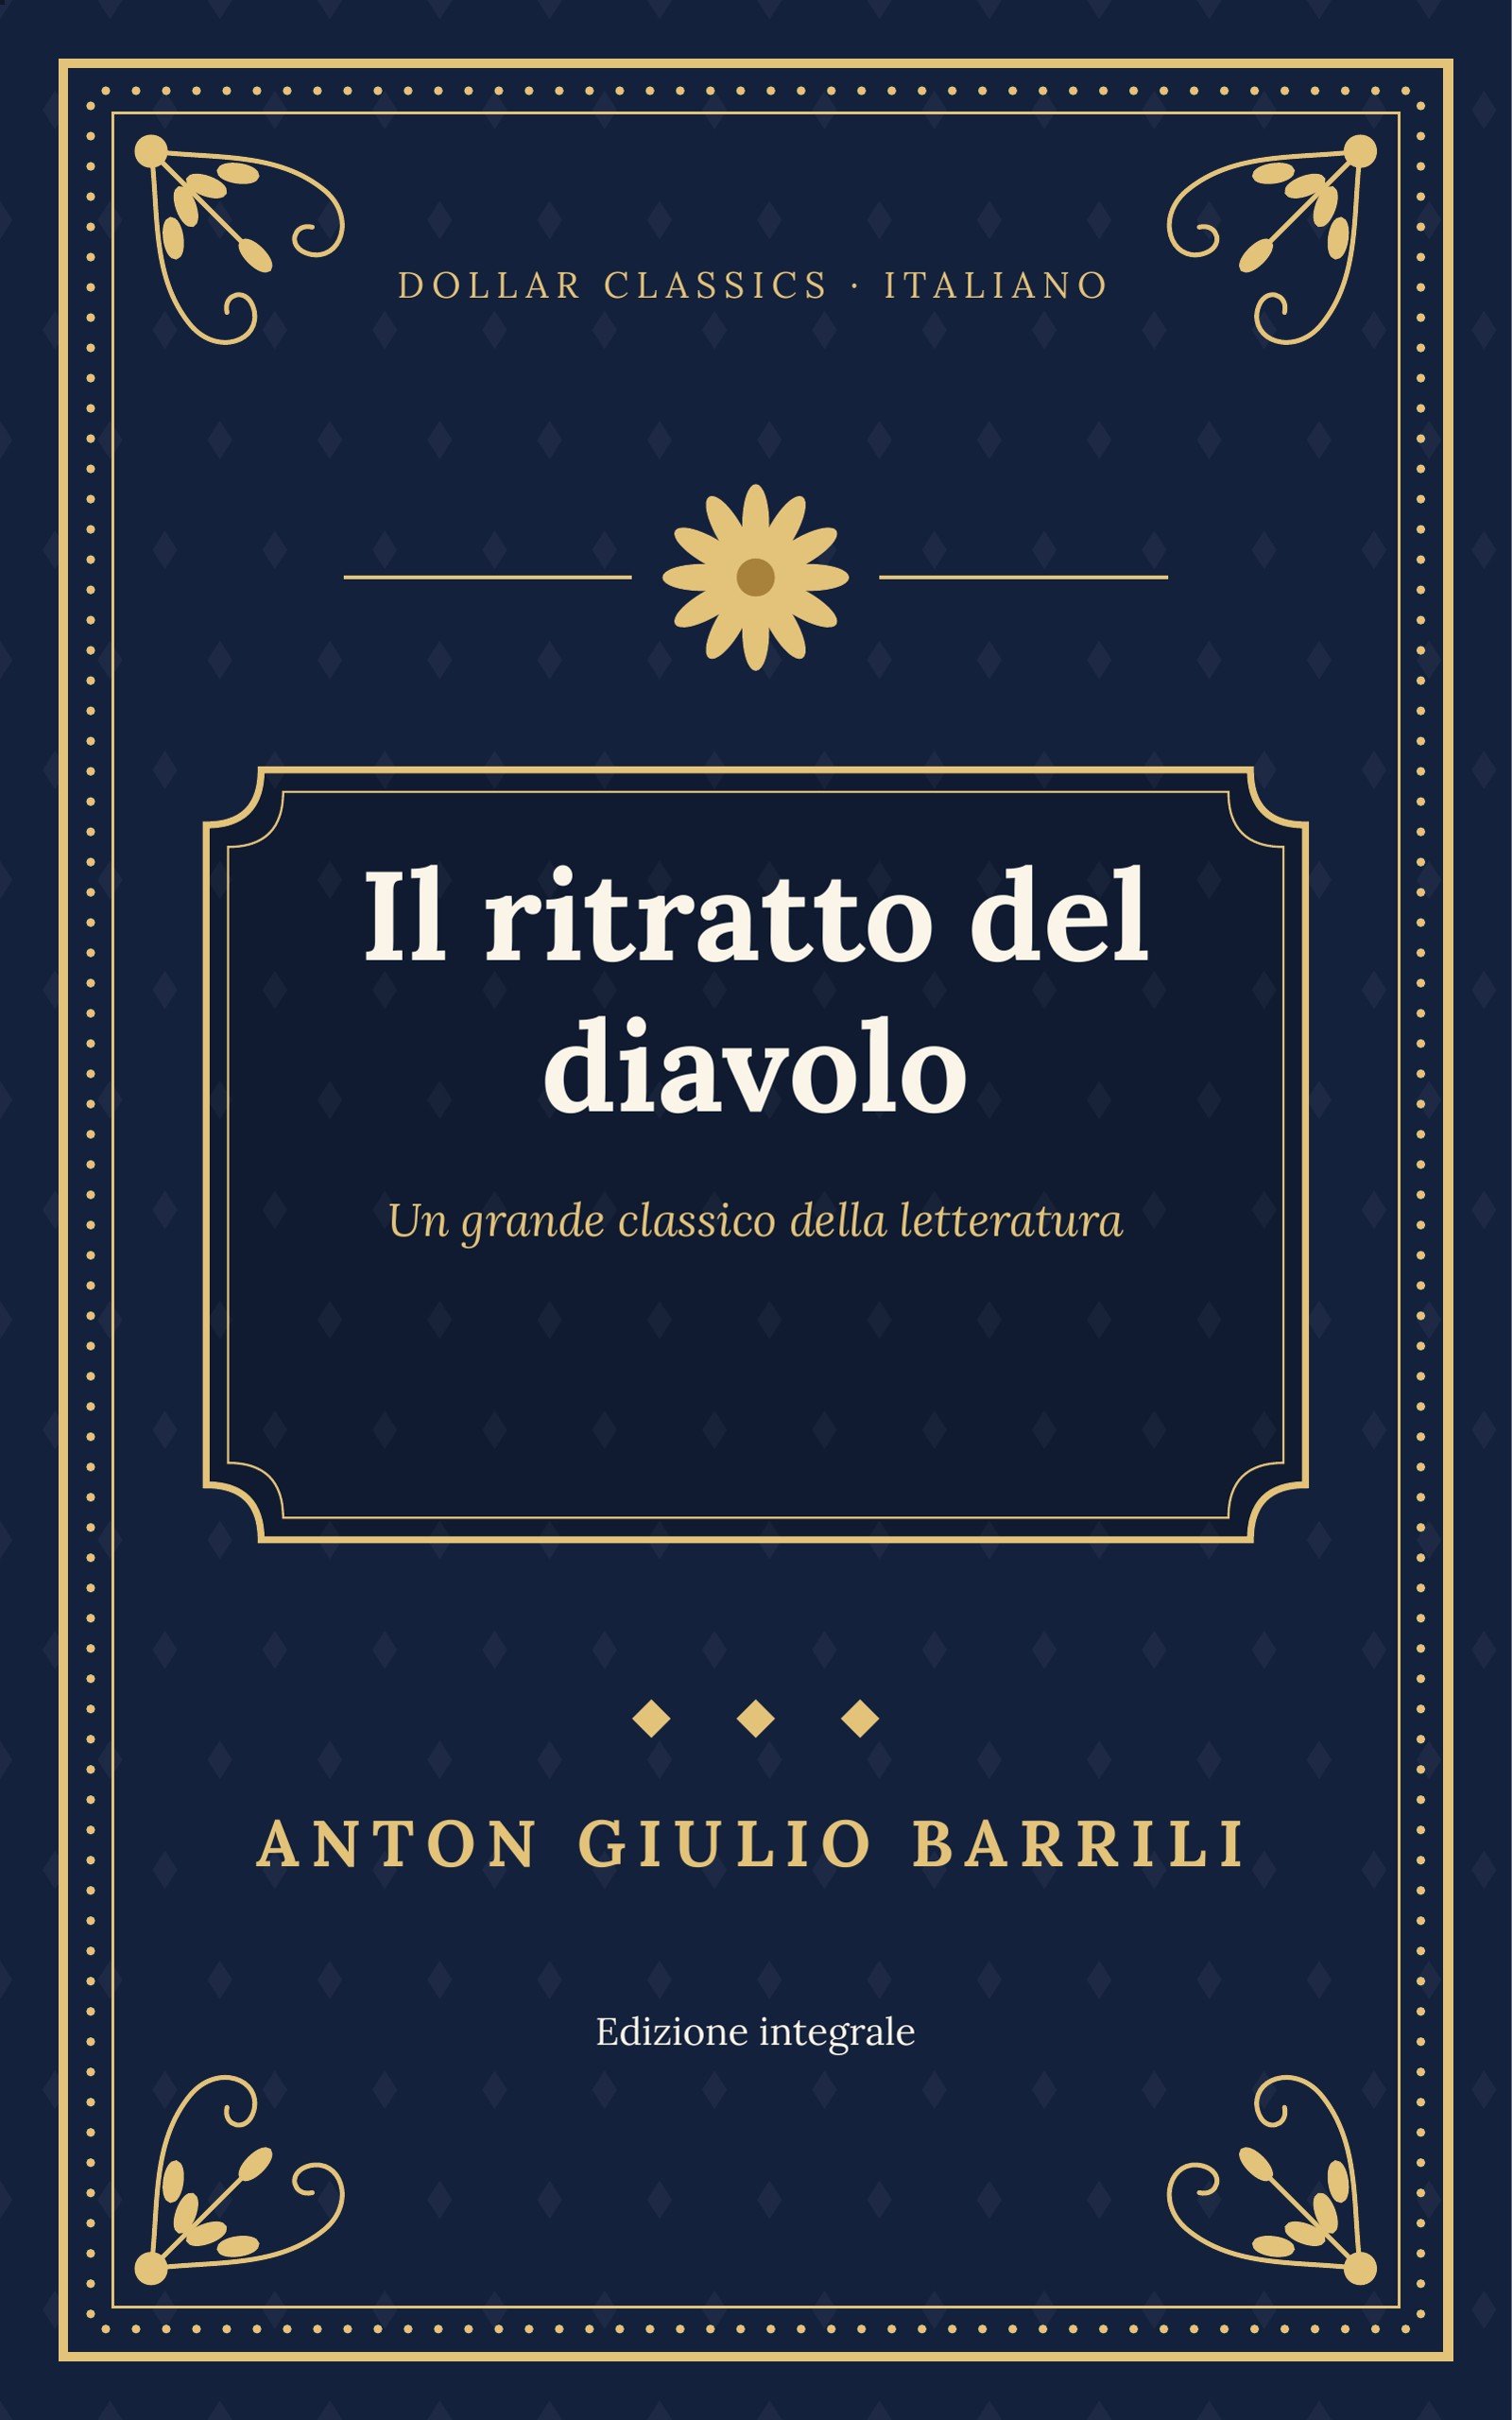 DOLLAR CLASSICS · ITALIANO
Il ritratto del
diavolo
Un grande classico della letteratura
ANTON GIULIO BARRILI
Edizione integrale